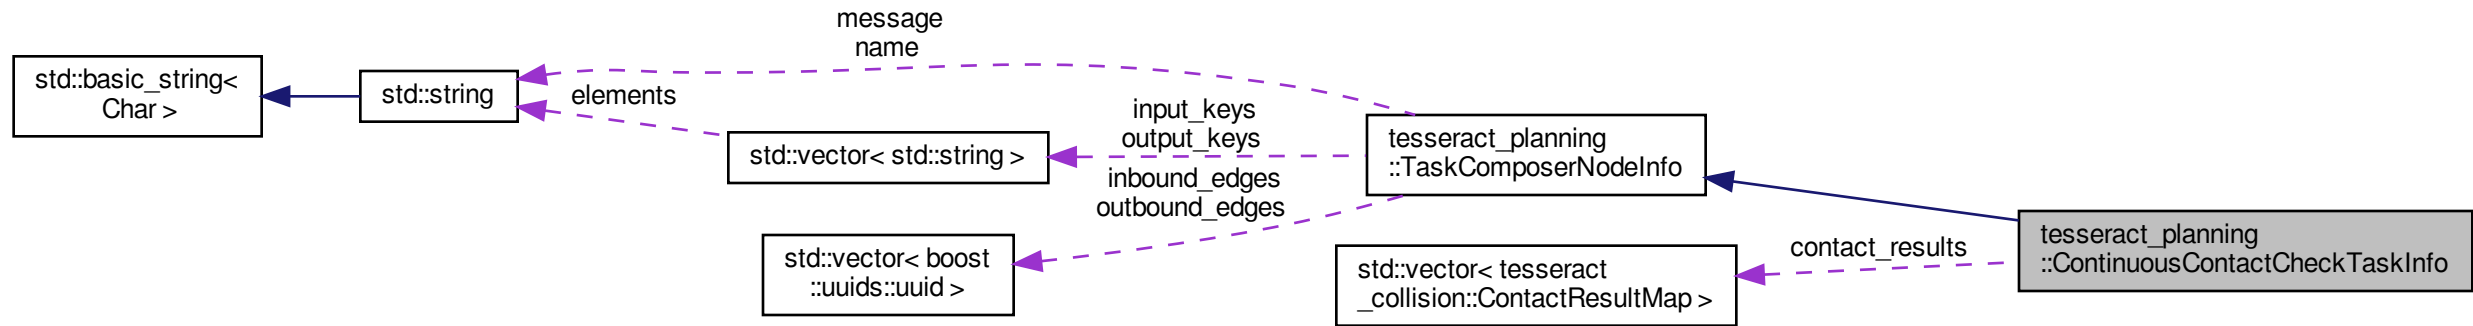 message
name
std::basic_string<
Char >
std::string
elements
input_keys
output_keys
tesseract_planning
::TaskComposerNodeInfo
std::vector< std::string >
inbound_edges
outbound_edges
tesseract_planning
::ContinuousContactCheckTaskInfo
std::vector< boost
::uuids::uuid >
contact_results
std::vector< tesseract
_collision::ContactResultMap >